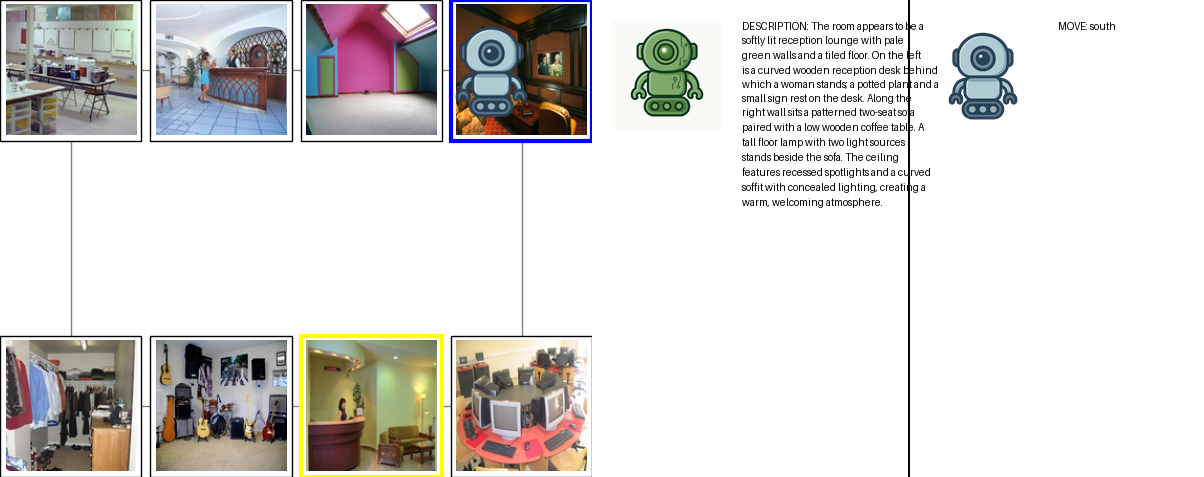 DESCRIPTION: The room appears to be a
softly lit reception lounge with pale
green walls and a tiled floor. On the left
is a curved wooden reception desk behind
which a woman stands; a potted plant and a
small sign rest on the desk. Along the
right wall sits a patterned two-seat sofa
paired with a low wooden coffee table. A
tall floor lamp with two light sources
stands beside the sofa. The ceiling
features recessed spotlights and a curved
soffit with concealed lighting, creating a
warm, welcoming atmosphere.
MOVE: south